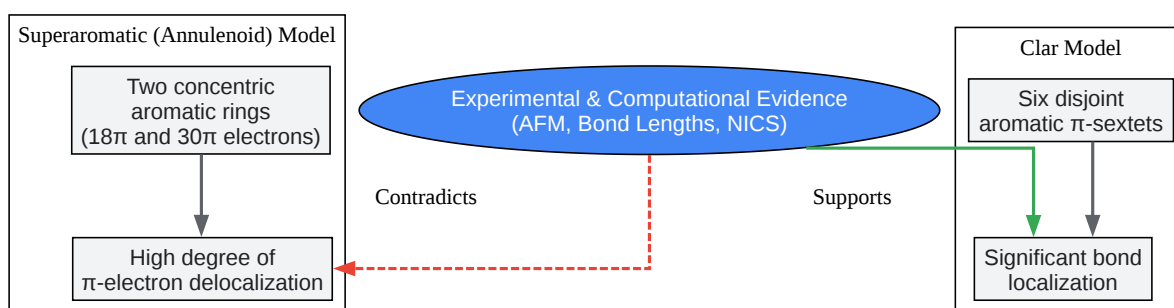 Superaromatic (Annulenoid) Model
Two concentric
aromatic rings
(18π and 30π electrons)
High degree of
π-electron delocalization
Experimental & Computational Evidence
(AFM, Bond Lengths, NICS)
Contradicts
Supports
Clar Model
Six disjoint
aromatic π-sextets
Significant bond
localization